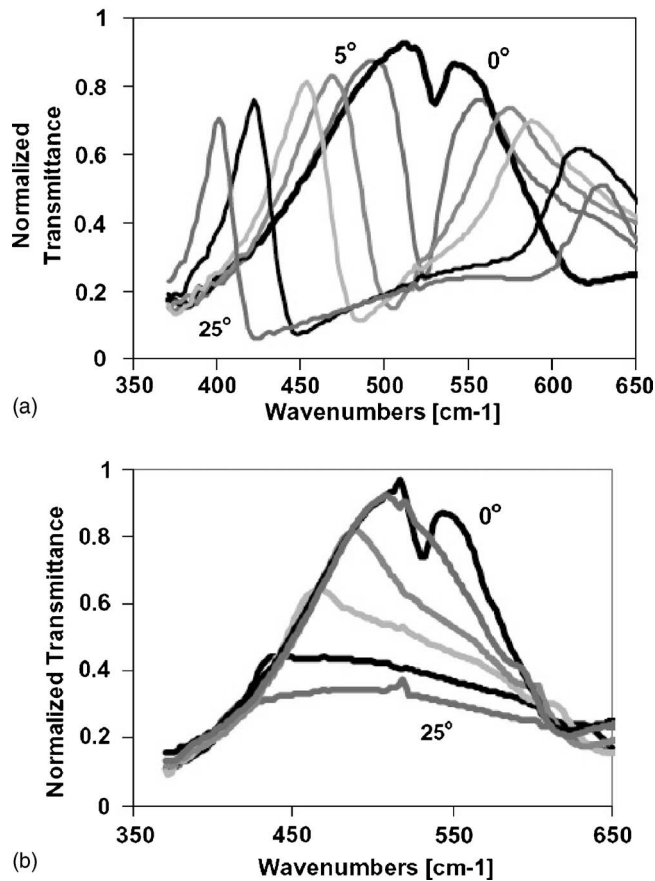 1
0.8
0.6
0.4
0.2
0
Normalized
Transmittance
5°
0°
25°
350 400 450 500 550 600 650
Wavenumbers [cm-1]
(a)
1
0.8
0.6
0.4
0.2
0
Normalized Transmittance
0°
25°
350 450 550 650
Wavenumbers [cm-1]
(b)